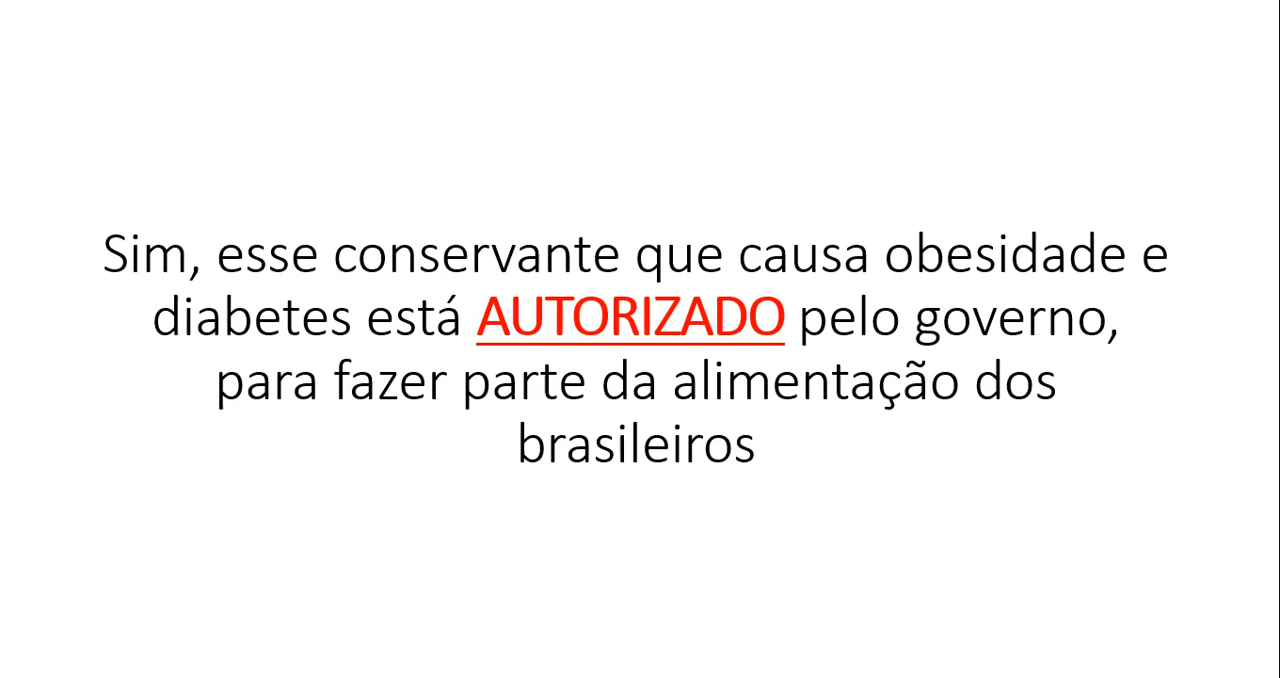 Sim, esse conservante que causa obesidade e
diabetes está AUTORIZADO pelo governo,
para fazer parte da alimentação dos
brasileiros